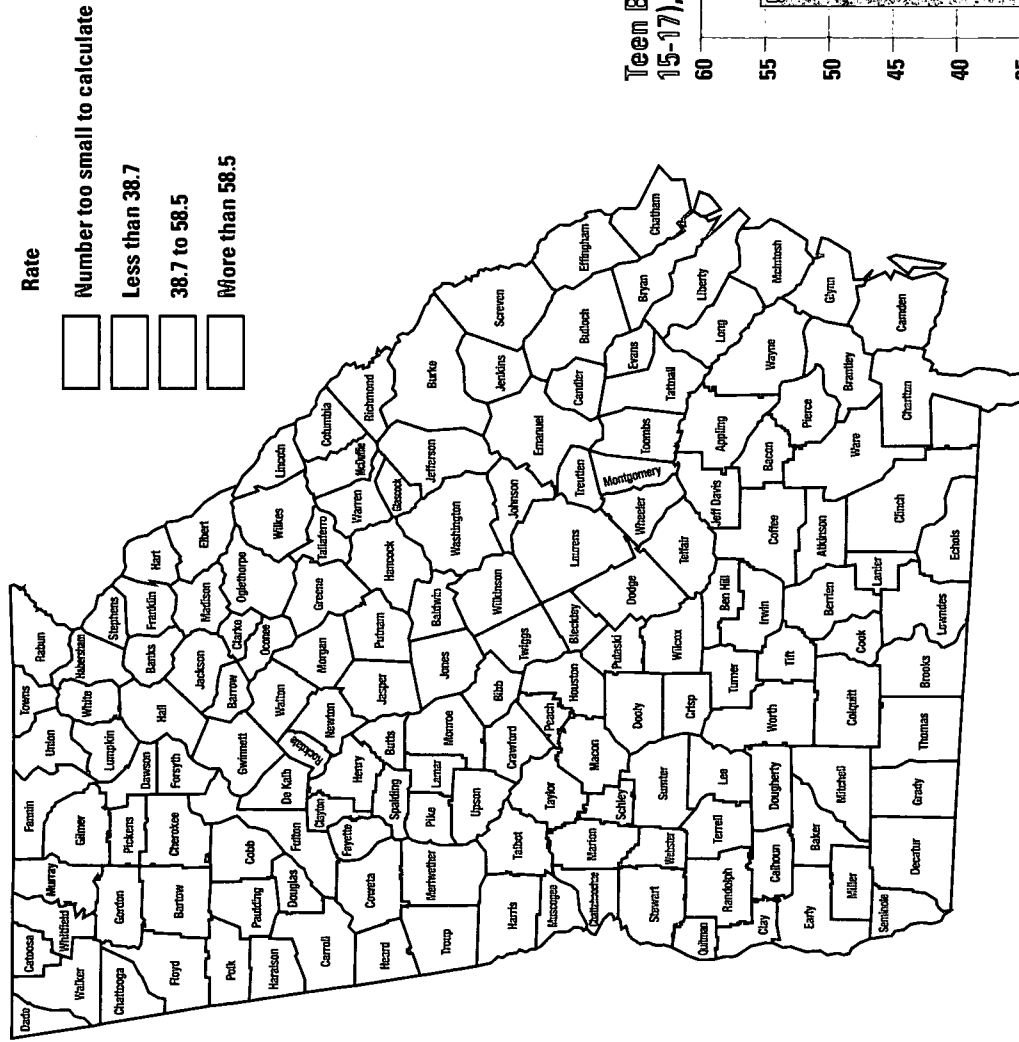 Rate
Number too small to calculate
Less than 38.7
38.7 to 58.5
More than 58.5
Dade
Catoosa
Walker
Whitfield
Murray
Fannin
Union
Towns
Rabun
Chattooga
Gordon
Gilmer
Lumpkin
White
Habersham
Stephens
Floyd
Bartow
Pickens
Dawson
Cherokee
Forsyth
Hall
Banks
Franklin
Hart
Polk
Paulding
Cobb
Gwinnett
Jackson
Barrow
Madison
Elbert
Haralson
Douglas
Fulton
De Kalb
Walton
Clarke
Oconee
Oglethorpe
Wilkes
Lincoln
Carroll
Clayton
Rockdale
Newton
Morgan
Greene
Taliaferro
Columbia
Heard
Coweta
Fayette
Henry
Spalding
Butts
Jasper
Putnam
Hancock
Warren
McDuffie
Richmond
Glascock
Troup
Meriwether
Pike
Lamar
Monroe
Jones
Baldwin
Washington
Jefferson
Burke
Harris
Talbot
Upson
Crawford
Bibb
Twiggs
Wilkinson
Johnson
Emanuel
Jenkins
Screven
Muscogee
Chattahoochee
Marion
Taylor
Schley
Macon
Peach
Houston
Bleckley
Laurens
Treutlen
Candler
Bulloch
Effingham
Stewart
Webster
Sumter
Dooly
Pulaski
Dodge
Wheeler
Montgomery
Toombs
Tattnall
Evans
Bryan
Chatham
Quitman
Randolph
Terrell
Lee
Crisp
Wilcox
Telfair
Jeff Davis
Appling
Long
Liberty
Clay
Calhoun
Dougherty
Worth
Turner
Ben Hill
Irwin
Coffee
Bacon
Wayne
McIntosh
Early
Baker
Mitchell
Tift
Berrien
Atkinson
Pierce
Brantley
Glynn
Miller
Colquitt
Cook
Lanier
Clinch
Ware
Charlton
Camden
Seminole
Decatur
Grady
Thomas
Brooks
Lowndes
Echols
Teen B
15-17),
60
55
50
45
40